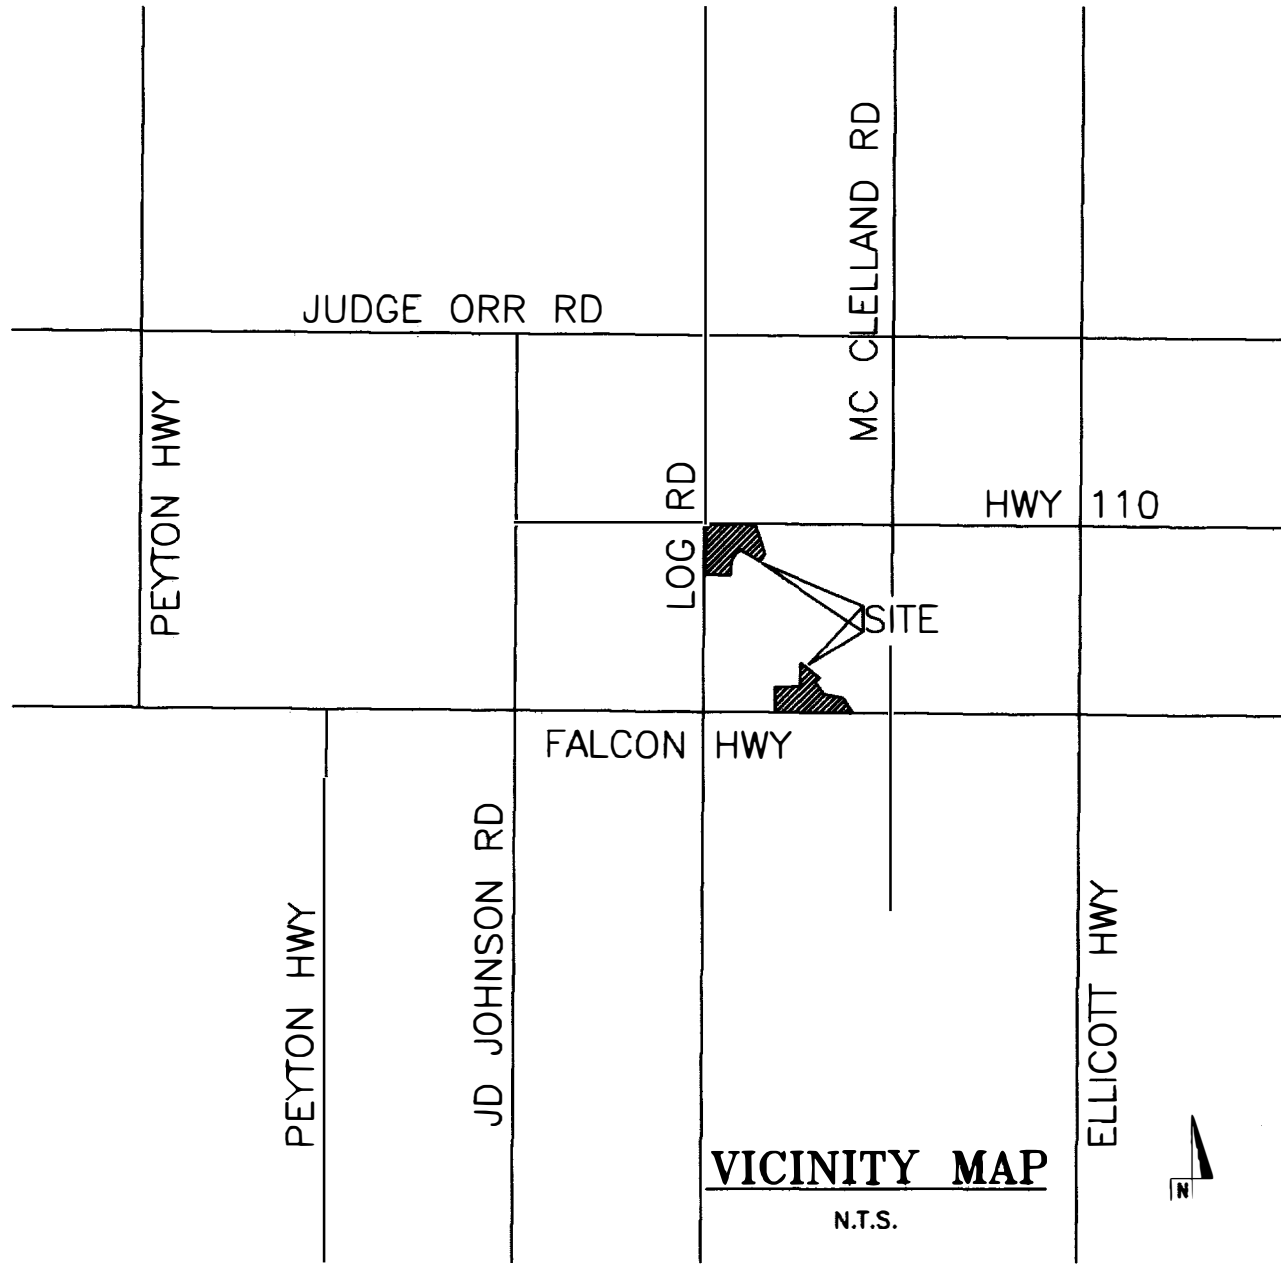 MC CLELLAND RD
JUDGE ORR RD
PEYTON HWY
LOG RD
HWY 110
SITE
FALCON HWY
JD JOHNSON RD
PEYTON HWY
ELLICOTT HWY
VICINITY MAP
N
N.T.S.